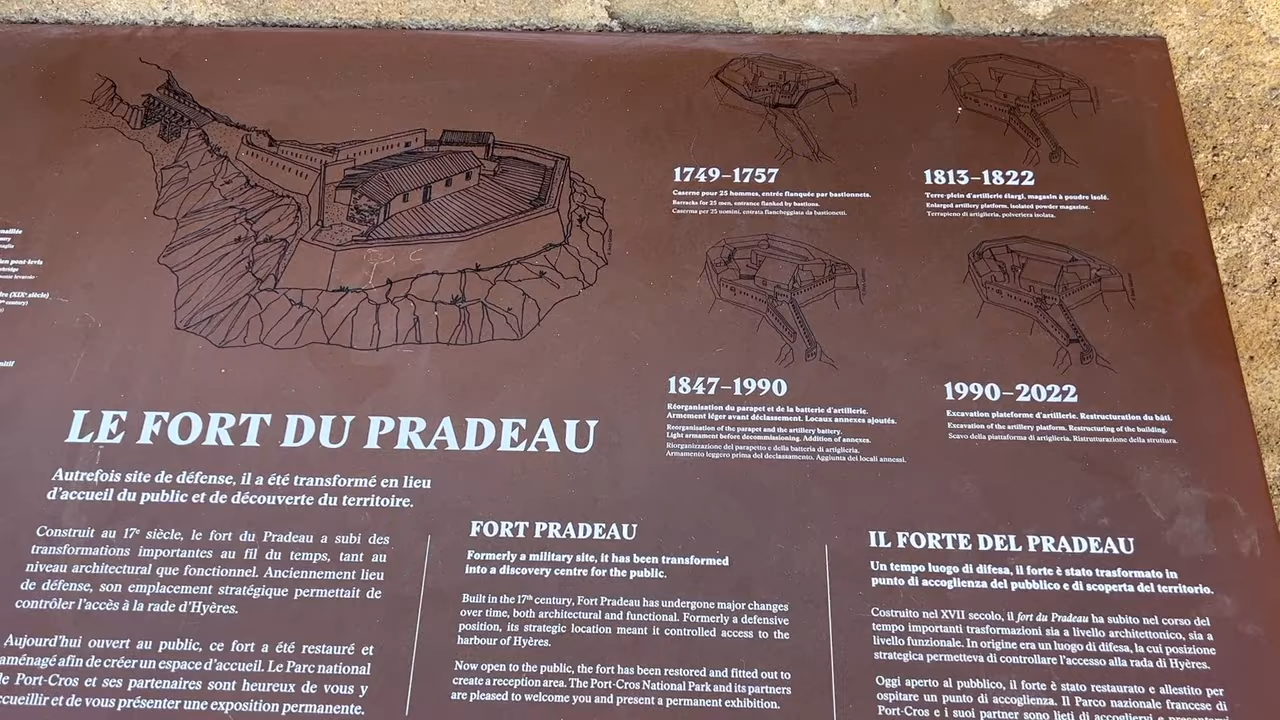 1749–1757
Caserne pour 25 hommes, entrée flanquée par bastionnets.
Barracks for 25 men, entrance flanked by bastions.
Caserma per 25 uomini, entrata fiancheggiata da bastionetti.
1813–1822
Terre-plein d'artillerie élargi, magasin à poudre isolé.
Enlarged artillery platform, isolated powder magazine.
Terrapieno di artiglieria, polveriera isolata.
1847–1990
Réorganisation du parapet et de la batterie d'artillerie.
Armement léger avant déclassement. Locaux annexes ajoutés.
Reorganisation of the parapet and the artillery battery.
Light armament before decommissioning. Addition of annexes.
Riorganizzazione del parapetto e della batteria di artiglieria.
Armamento leggero prima del declassamento. Aggiunta dei locali annessi.
1990–2022
Excavation plateforme d'artillerie. Restructuration du bâti.
Excavation of the artillery platform. Restructuring of the building.
Scavo della piattaforma di artiglieria. Ristrutturazione della struttura.
LE FORT DU PRADEAU
Autrefois site de défense, il a été transformé en lieu
d'accueil du public et de découverte du territoire.
Construit au 17e siècle, le fort du Pradeau a subi des
transformations importantes au fil du temps, tant au
niveau architectural que fonctionnel. Anciennement lieu
de défense, son emplacement stratégique permettait de
contrôler l'accès à la rade d'Hyères.
Aujourd'hui ouvert au public, ce fort a été restauré et
aménagé afin de créer un espace d'accueil. Le Parc national
de Port-Cros et ses partenaires sont heureux de vous y
accueillir et de vous présenter une exposition permanente.
FORT PRADEAU
Formerly a military site, it has been transformed
into a discovery centre for the public.
Built in the 17th century, Fort Pradeau has undergone major changes
over time, both architectural and functional. Formerly a defensive
position, its strategic location meant it controlled access to the
harbour of Hyères.
Now open to the public, the fort has been restored and fitted out to
create a reception area. The Port-Cros National Park and its partners
are pleased to welcome you and present a permanent exhibition.
IL FORTE DEL PRADEAU
Un tempo luogo di difesa, il forte è stato trasformato in
punto di accoglienza del pubblico e di scoperta del territorio.
Costruito nel XVII secolo, il fort du Pradeau ha subito nel corso del
tempo importanti trasformazioni sia a livello architettonico, sia a
livello funzionale. In origine era un luogo di difesa, la cui posizione
strategica permetteva di controllare l'accesso alla rada di Hyères.
Oggi aperto al pubblico, il forte è stato restaurato e allestito per
ospitare un punto di accoglienza. Il Parco nazionale francese di
Port-Cros e i suoi partner sono lieti di accogliervi e presentarvi